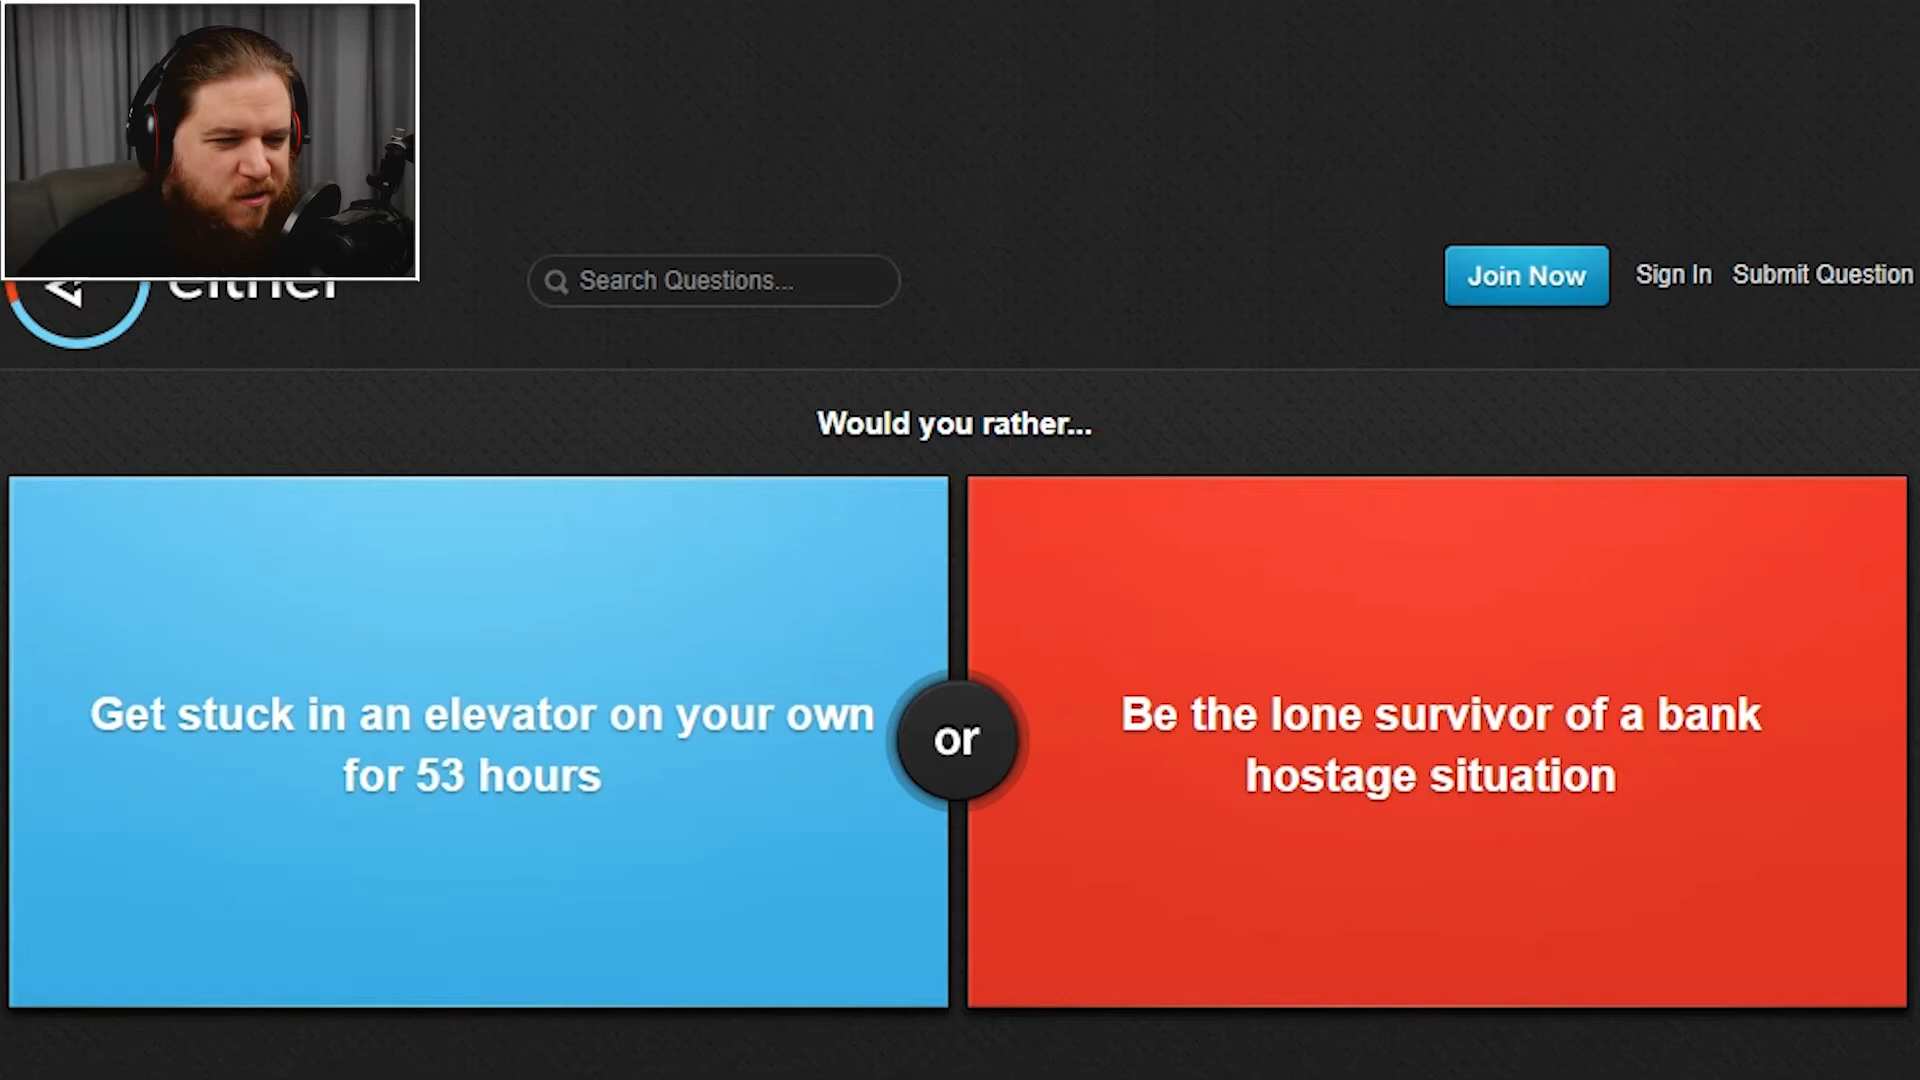 either
Search Questions...
Join Now
Sign In
Submit Question
Would you rather...
Get stuck in an elevator on your own
for 53 hours
or
Be the lone survivor of a bank
hostage situation